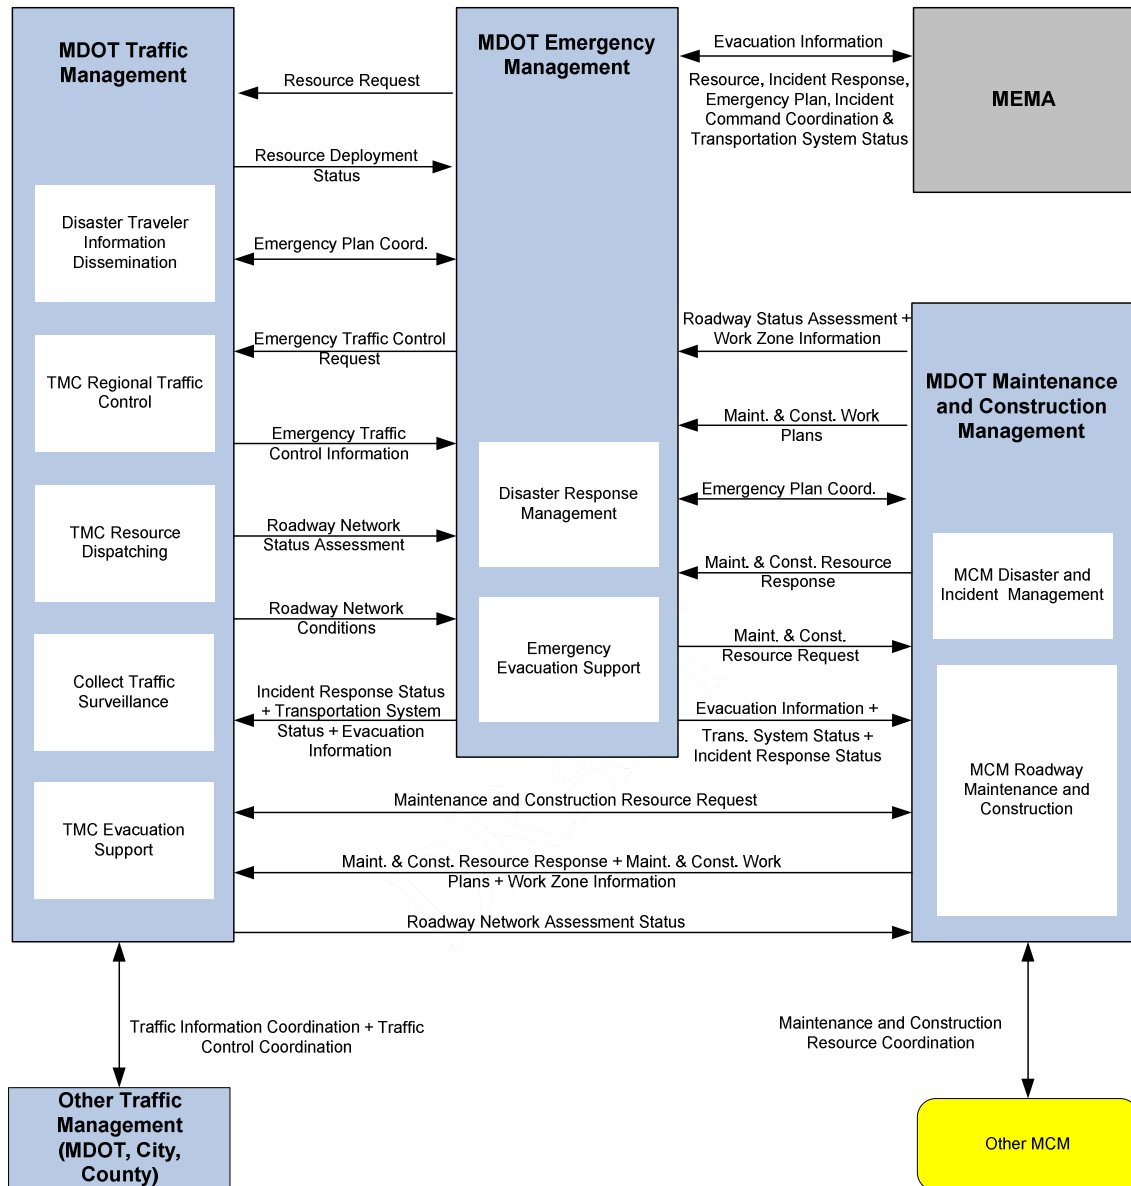 MDOT Traffic
Management
MDOT Emergency
Management
MEMA
Evacuation Information
Resource, Incident Response,
Emergency Plan, Incident
Command Coordination &
Transportation System Status
Resource Request
Resource Deployment
Status
Emergency Plan Coord.
Emergency Traffic Control
Request
Emergency Traffic
Control Information
Roadway Network
Status Assessment
Roadway Network
Conditions
Incident Response Status
+ Transportation System
Status + Evacuation
Information
Disaster Traveler
Information
Dissemination
TMC Regional Traffic
Control
TMC Resource
Dispatching
Collect Traffic
Surveillance
TMC Evacuation
Support
Disaster Response
Management
Emergency
Evacuation Support
Roadway Status Assessment +
Work Zone Information
Maint. & Const. Work
Plans
Emergency Plan Coord.
Maint. & Const. Resource
Response
Maint. & Const.
Resource Request
Evacuation Information +
Trans. System Status +
Incident Response Status
MDOT Maintenance
and Construction
Management
MCM Disaster and
Incident Management
MCM Roadway
Maintenance and
Construction
Maintenance and Construction Resource Request
Maint. & Const. Resource Response + Maint. & Const. Work
Plans + Work Zone Information
Roadway Network Assessment Status
Traffic Information Coordination + Traffic
Control Coordination
Maintenance and Construction
Resource Coordination
Other Traffic
Management
(MDOT, City,
County)
Other MCM